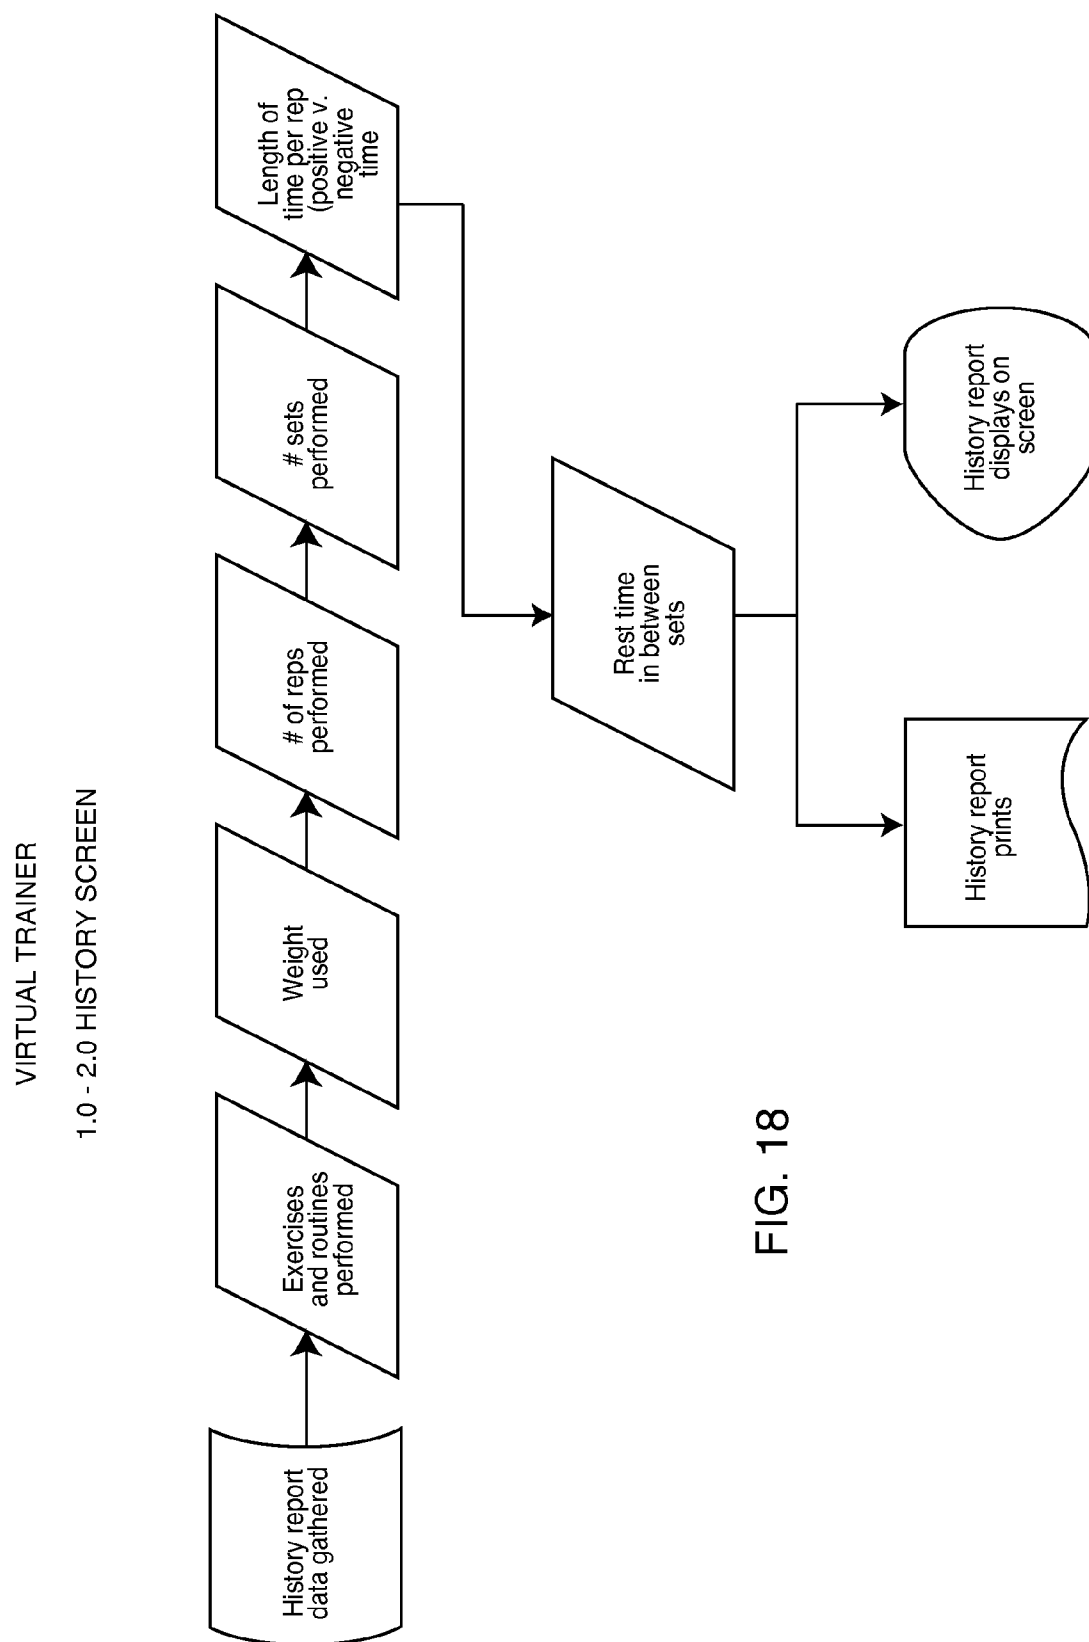 VIRTUAL TRAINER
1.0 - 2.0 HISTORY SCREEN
History report
data gathered
Exercises
and routines
performed
Weight
used
# of reps
performed
# sets
performed
Length of
time per rep
(positive v.
negative
time
Rest time
in between
sets
History report
prints
History report
displays on
screen
FIG. 18